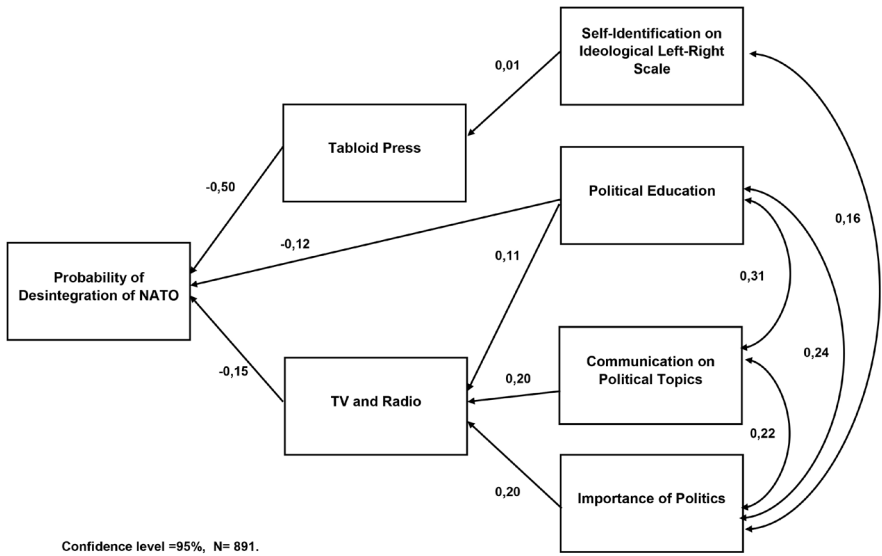 Self-Identification on
Ideological Left-Right
Scale
0,01
Tabloid Press
-0,50
Political Education
0,16
-0,12
0,11
0,31
Probability of
Desintegration of NATO
-0,15
TV and Radio
0,20
Communication on
Political Topics
0,24
0,22
0,20
Importance of Politics
Confidence level =95%, N= 891.